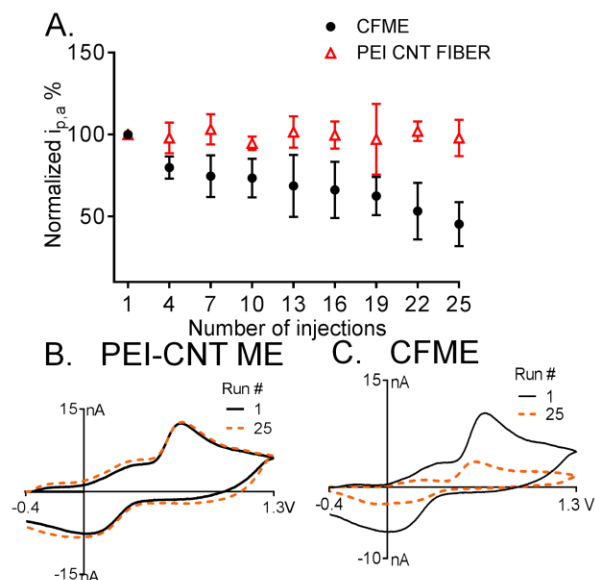 A.
CFME
PEI CNT FIBER
Normalized i p,a %
150
100
50
1 4 7 10 13 16 19 22 25
Number of injections
B. PEI-CNT ME
Run #
1
25
15
nA
-0.4
1.3V
-15
nA
C. CFME
Run #
1
25
15
nA
-0.4
1.3V
-10
nA